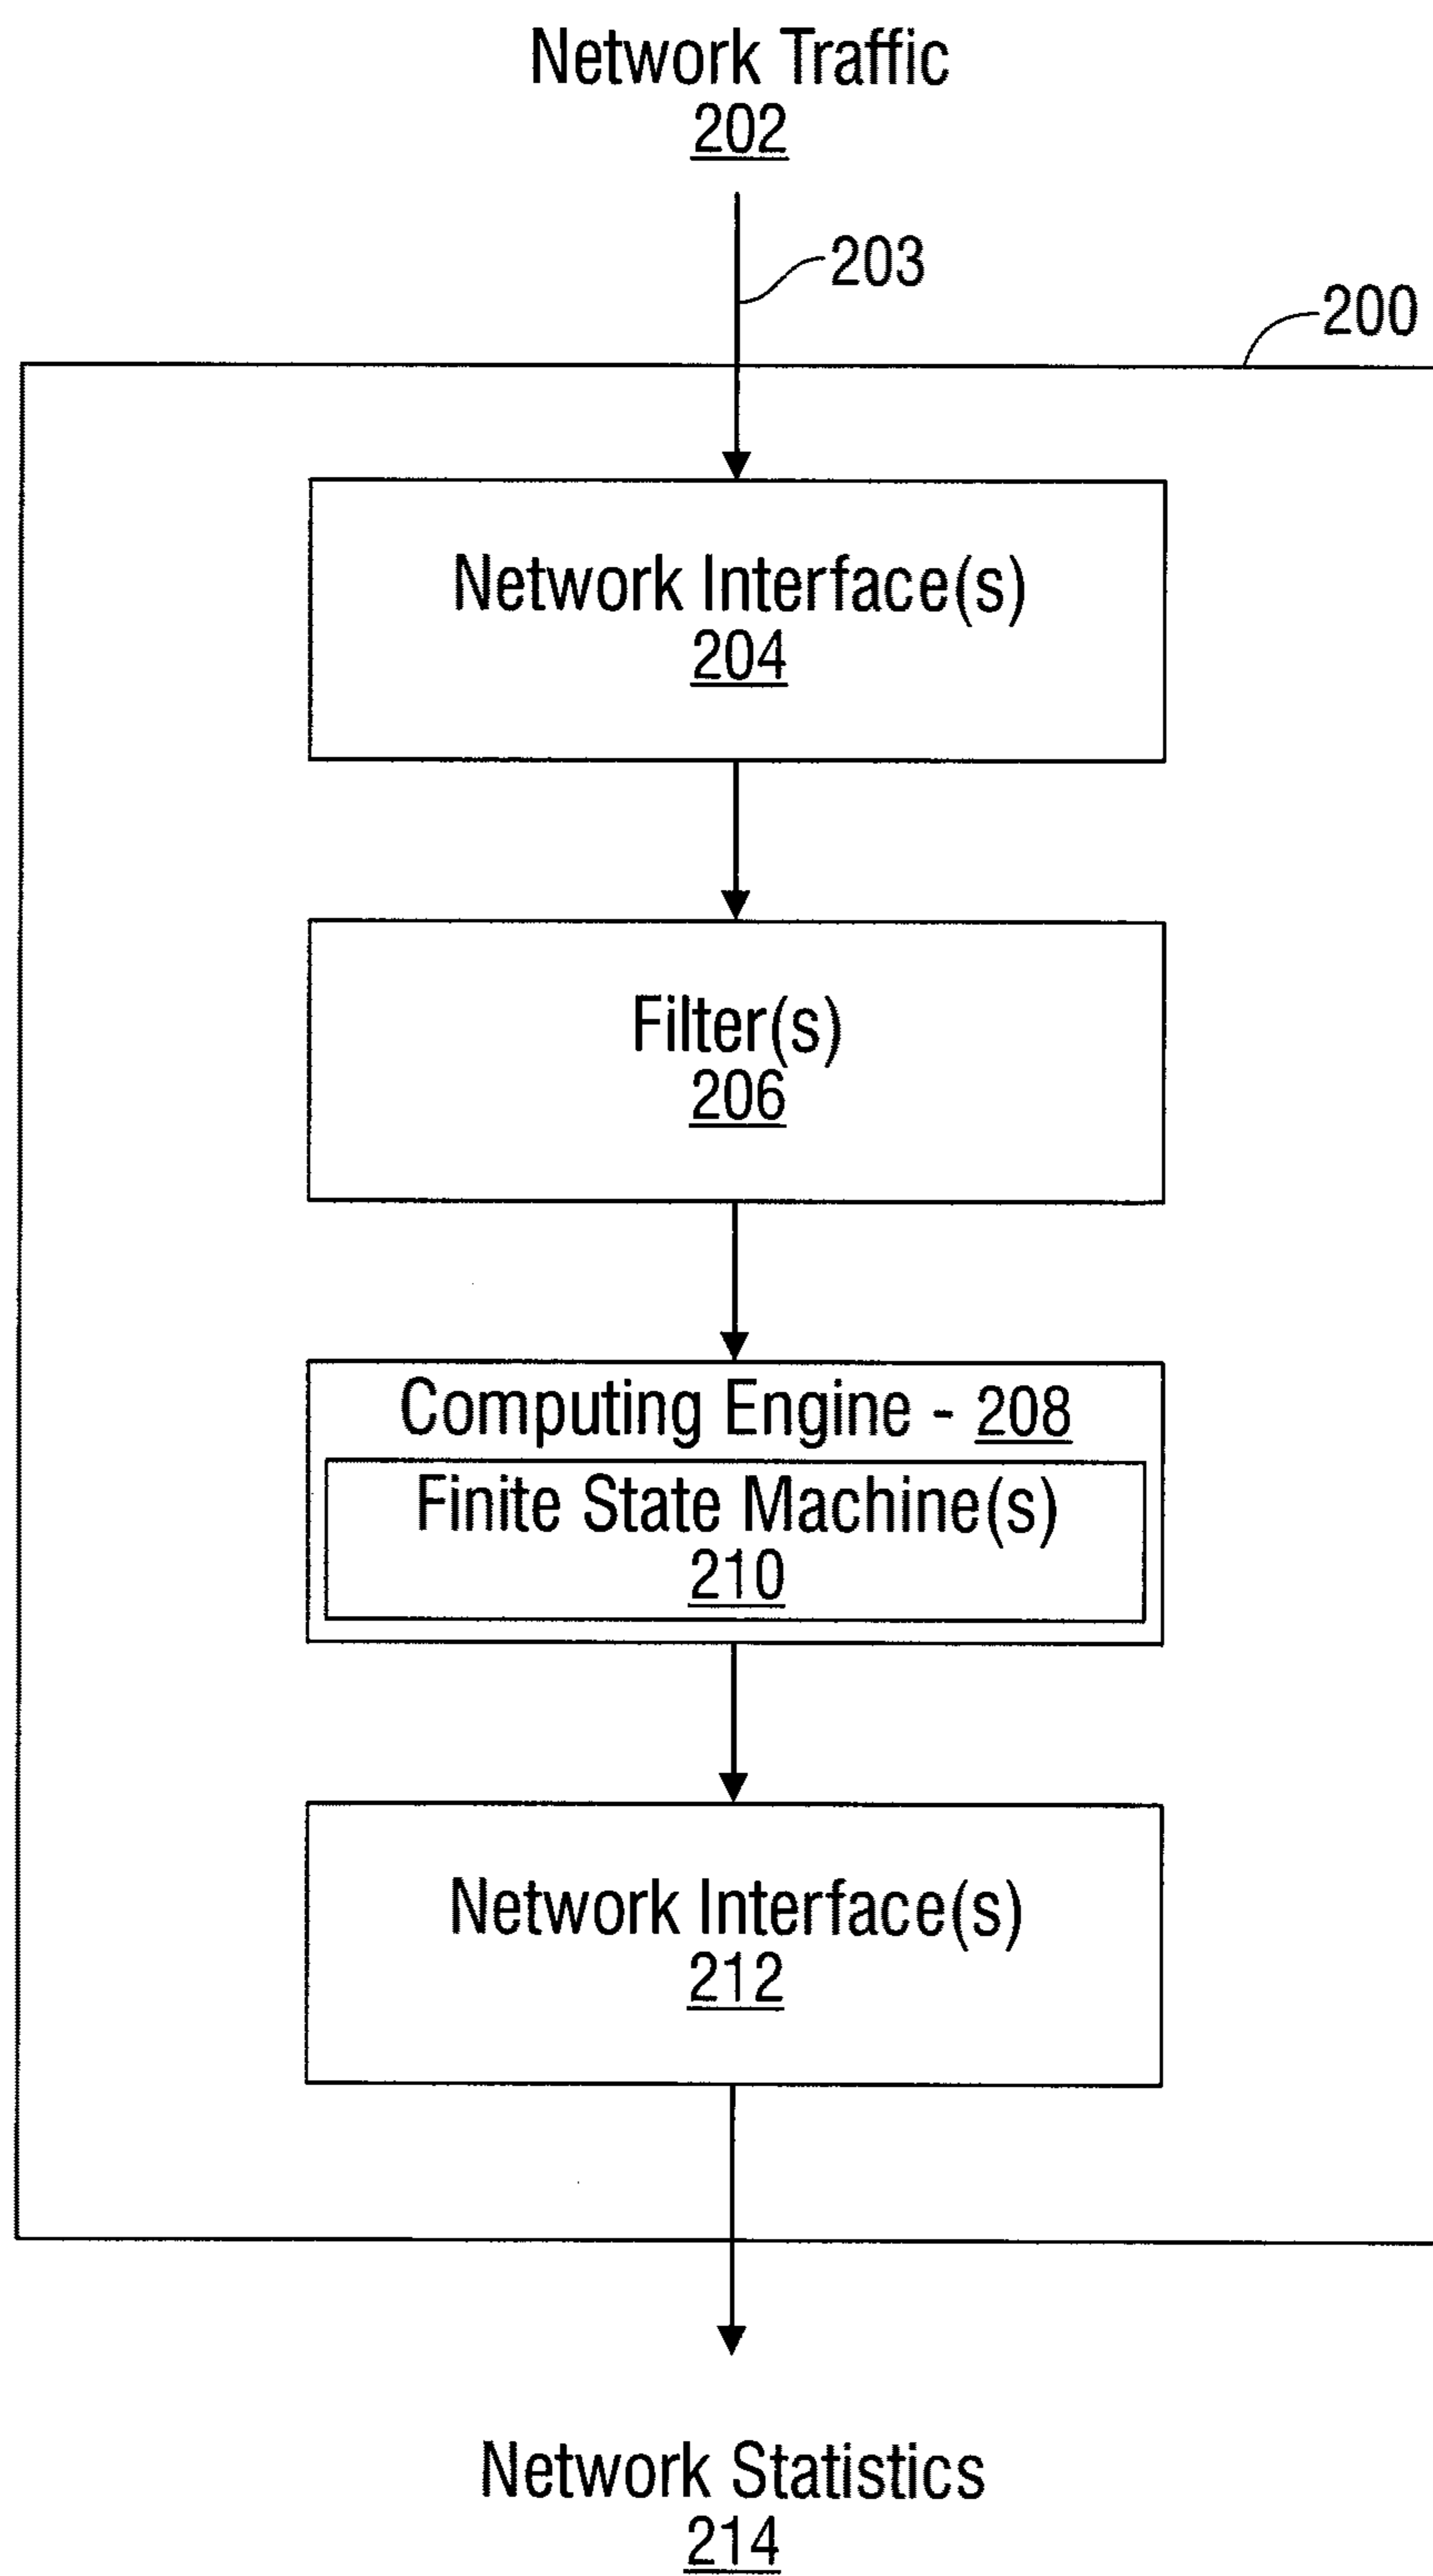 Network Traffic
202
203
200
Network Interface(s)
204
Filter(s)
206
Computing Engine - 208
Finite State Machine(s)
210
Network Interface(s)
212
Network Statistics
214